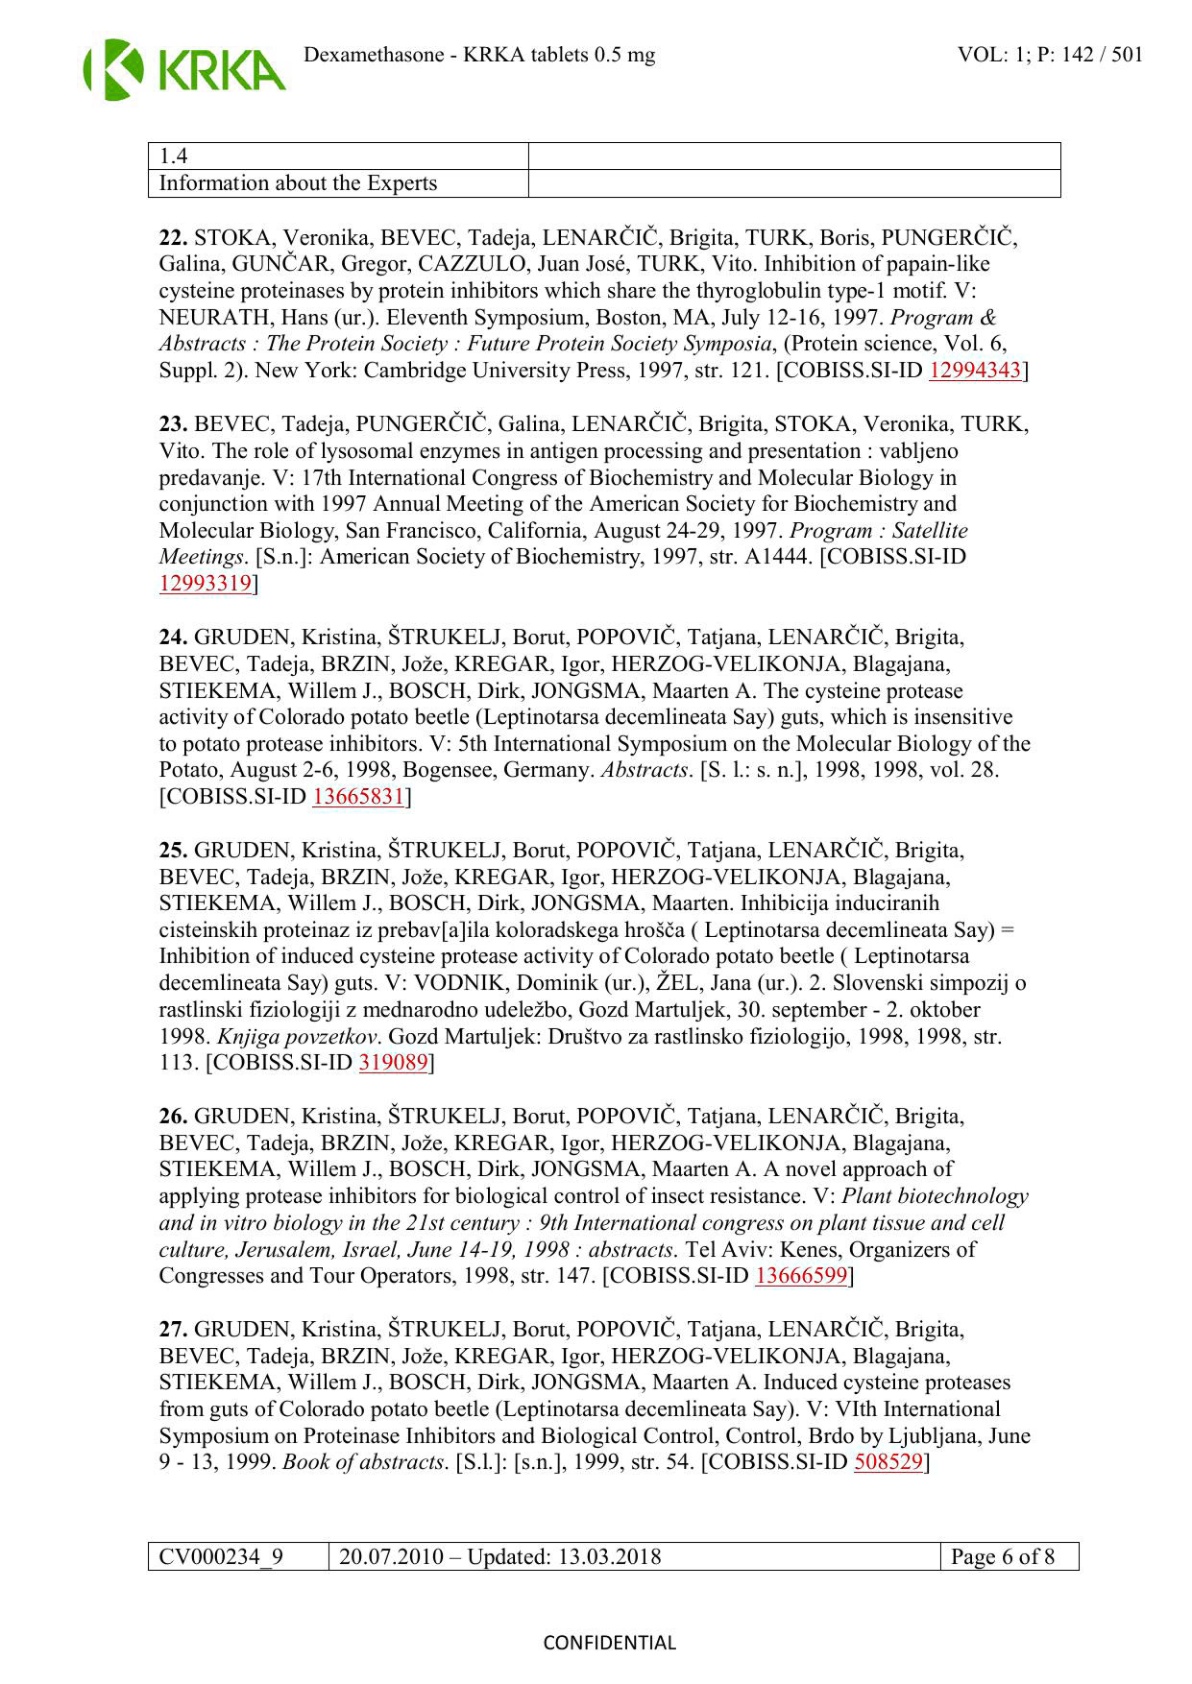 KRKA
Dexamethasone - KRKA tablets 0.5 mg
VOL: 1; P: 142 / 501
1.4
Information about the Experts
22. STOKA, Veronika, BEVEC, Tadeja, LENARČIČ, Brigita, TURK, Boris, PUNGERČIČ,
Galina, GUNČAR, Gregor, CAZZULO, Juan José, TURK, Vito. Inhibition of papain-like
cysteine proteinases by protein inhibitors which share the thyroglobulin type-1 motif. V:
NEURATH, Hans (ur.). Eleventh Symposium, Boston, MA, July 12-16, 1997. Program &
Abstracts : The Protein Society : Future Protein Society Symposia, (Protein science, Vol. 6,
Suppl. 2). New York: Cambridge University Press, 1997, str. 121. [COBISS.SI-ID 12994343]
23. BEVEC, Tadeja, PUNGERČIČ, Galina, LENARČIČ, Brigita, STOKA, Veronika, TURK,
Vito. The role of lysosomal enzymes in antigen processing and presentation : vabljeno
predavanje. V: 17th International Congress of Biochemistry and Molecular Biology in
conjunction with 1997 Annual Meeting of the American Society for Biochemistry and
Molecular Biology, San Francisco, California, August 24-29, 1997. Program : Satellite
Meetings. [S.n.]: American Society of Biochemistry, 1997, str. A1444. [COBISS.SI-ID
12993319]
24. GRUDEN, Kristina, ŠTRUKELJ, Borut, POPOVIČ, Tatjana, LENARČIČ, Brigita,
BEVEC, Tadeja, BRZIN, Jože, KREGAR, Igor, HERZOG-VELIKONJA, Blagajana,
STIEKEMA, Willem J., BOSCH, Dirk, JONGSMA, Maarten A. The cysteine protease
activity of Colorado potato beetle (Leptinotarsa decemlineata Say) guts, which is insensitive
to potato protease inhibitors. V: 5th International Symposium on the Molecular Biology of the
Potato, August 2-6, 1998, Bogensee, Germany. Abstracts. [S. l.: s. n.], 1998, 1998, vol. 28.
[COBISS.SI-ID 13665831]
25. GRUDEN, Kristina, ŠTRUKELJ, Borut, POPOVIČ, Tatjana, LENARČIČ, Brigita,
BEVEC, Tadeja, BRZIN, Jože, KREGAR, Igor, HERZOG-VELIKONJA, Blagajana,
STIEKEMA, Willem J., BOSCH, Dirk, JONGSMA, Maarten. Inhibicija induciranih
cisteinskih proteinaz iz prebav[a]ila koloradskega hrošča ( Leptinotarsa decemlineata Say) =
Inhibition of induced cysteine protease activity of Colorado potato beetle ( Leptinotarsa
decemlineata Say) guts. V: VODNIK, Dominik (ur.), ŽEL, Jana (ur.). 2. Slovenski simpozij o
rastlinski fiziologiji z mednarodno udeležbo, Gozd Martuljek, 30. september - 2. oktober
1998. Knjiga povzetkov. Gozd Martuljek: Društvo za rastlinsko fiziologijo, 1998, 1998, str.
113. [COBISS.SI-ID 319089]
26. GRUDEN, Kristina, ŠTRUKELJ, Borut, POPOVIČ, Tatjana, LENARČIČ, Brigita,
BEVEC, Tadeja, BRZIN, Jože, KREGAR, Igor, HERZOG-VELIKONJA, Blagajana,
STIEKEMA, Willem J., BOSCH, Dirk, JONGSMA, Maarten A. A novel approach of
applying protease inhibitors for biological control of insect resistance. V: Plant biotechnology
and in vitro biology in the 21st century : 9th International congress on plant tissue and cell
culture, Jerusalem, Israel, June 14-19, 1998 : abstracts. Tel Aviv: Kenes, Organizers of
Congresses and Tour Operators, 1998, str. 147. [COBISS.SI-ID 13666599]
27. GRUDEN, Kristina, ŠTRUKELJ, Borut, POPOVIČ, Tatjana, LENARČIČ, Brigita,
BEVEC, Tadeja, BRZIN, Jože, KREGAR, Igor, HERZOG-VELIKONJA, Blagajana,
STIEKEMA, Willem J., BOSCH, Dirk, JONGSMA, Maarten A. Induced cysteine proteases
from guts of Colorado potato beetle (Leptinotarsa decemlineata Say). V: VIth International
Symposium on Proteinase Inhibitors and Biological Control, Control, Brdo by Ljubljana, June
9 - 13, 1999. Book of abstracts. [S.l.]: [s.n.], 1999, str. 54. [COBISS.SI-ID 508529]
CV000234_9
20.07.2010 – Updated: 13.03.2018
Page 6 of 8
CONFIDENTIAL